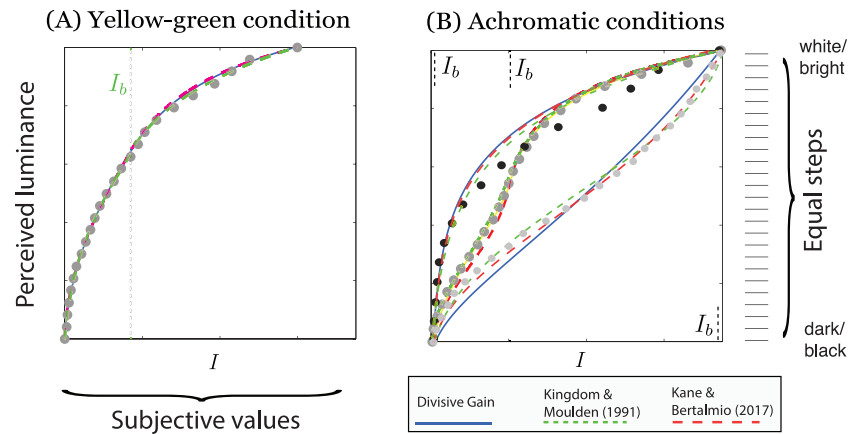 (A) Yellow-green condition
(B) Achromatic conditions
I_b
I_b
I_b
I_b
Perceived luminance
I
I
Subjective values
white/
bright
Equal steps
dark/
black
Divisive Gain
Kingdom &
Moulden (1991)
Kane &
Bertalmio (2017)